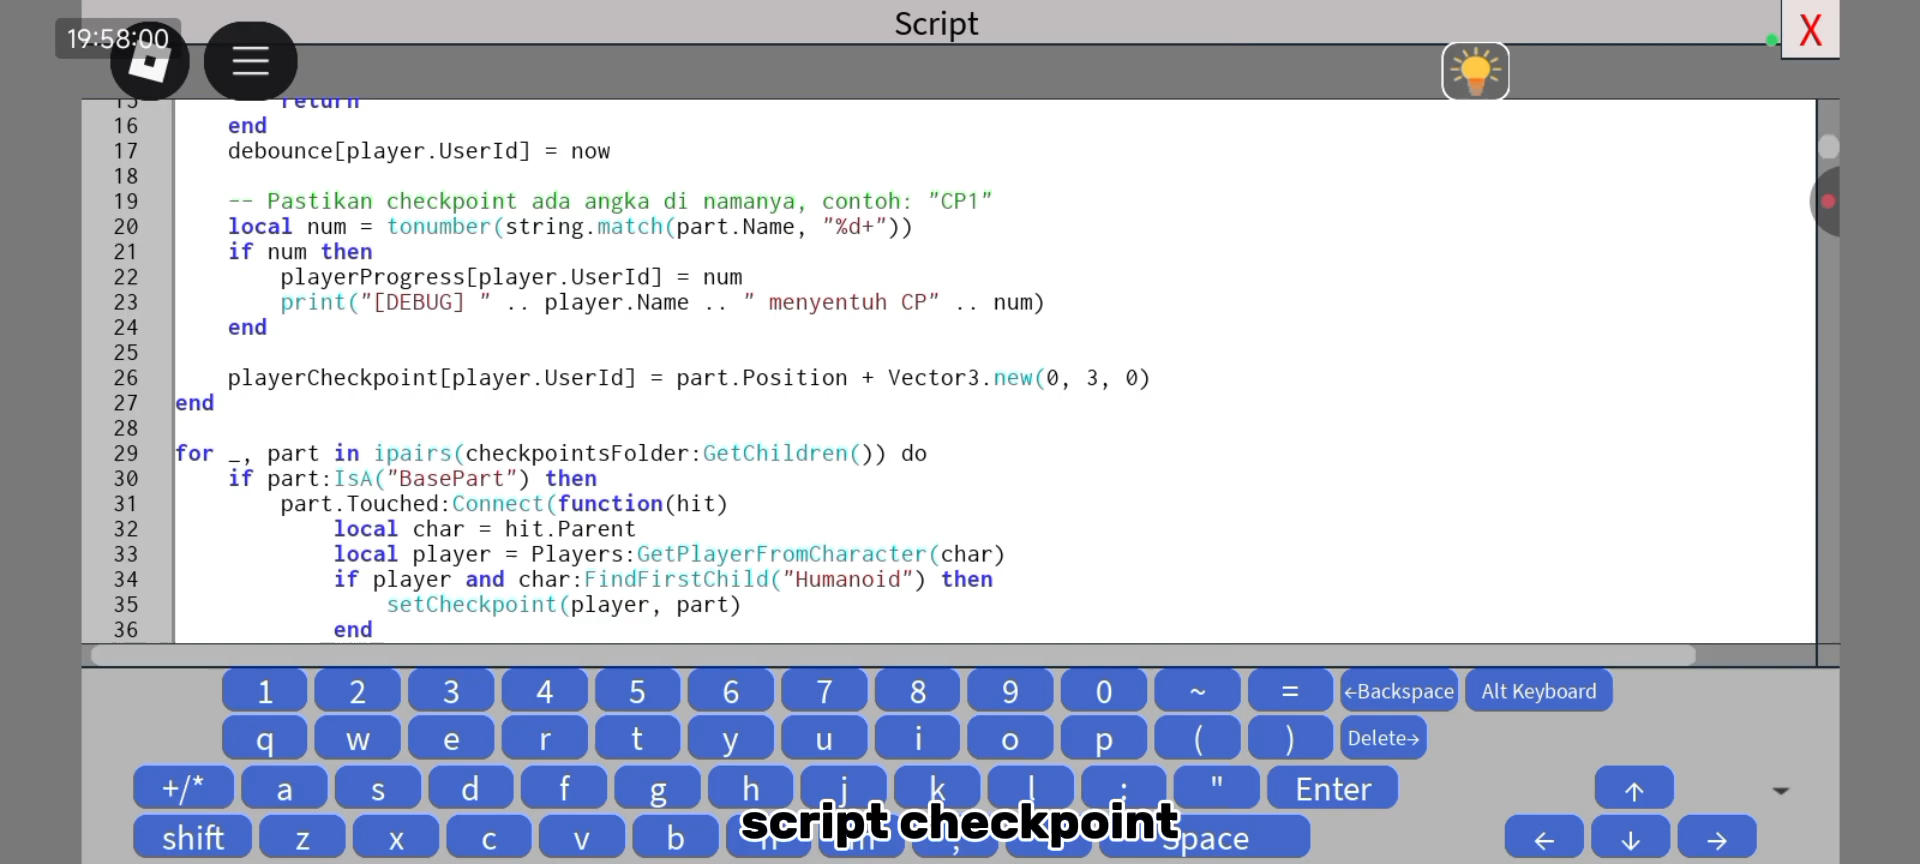 Script
X
19:58:00
15 return
16 end
17 debounce[player.UserId] = now
18
19 -- Pastikan checkpoint ada angka di namanya, contoh: "CP1"
20 local num = tonumber(string.match(part.Name, "%d+"))
21 if num then
22 playerProgress[player.UserId] = num
23 print("[DEBUG] " .. player.Name .. " menyentuh CP" .. num)
24 end
25
26 playerCheckpoint[player.UserId] = part.Position + Vector3.new(0, 3, 0)
27 end
28
29 for _, part in ipairs(checkpointsFolder:GetChildren()) do
30 if part:IsA("BasePart") then
31 part.Touched:Connect(function(hit)
32 local char = hit.Parent
33 local player = Players:GetPlayerFromCharacter(char)
34 if player and char:FindFirstChild("Humanoid") then
35 setCheckpoint(player, part)
36 end
1 2 3 4 5 6 7 8 9 0 ~ = ←Backspace Alt Keyboard
q w e r t y u i o p ( ) Delete→
+/* a s d f g h j k l : " Enter ↑
script checkpoint
shift z x c v b n m , Space ← ↓ →